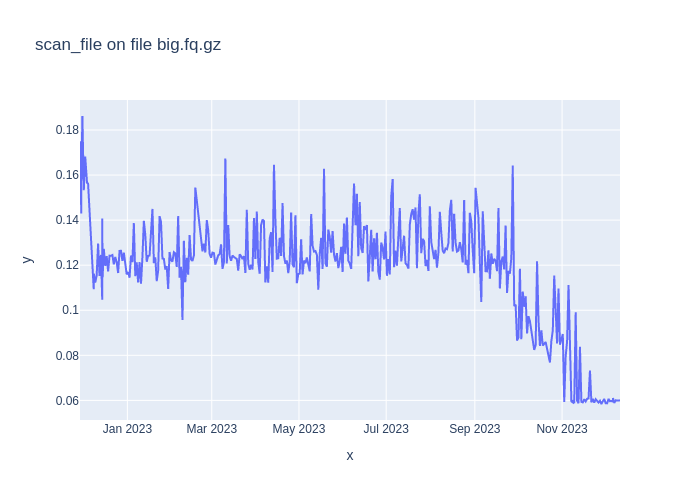 scan_file on file big.fq.gz
0.18
0.16
0.14
0.12
0.1
0.08
0.06
y
Jan 2023
Mar 2023
May 2023
Jul 2023
Sep 2023
Nov 2023
x